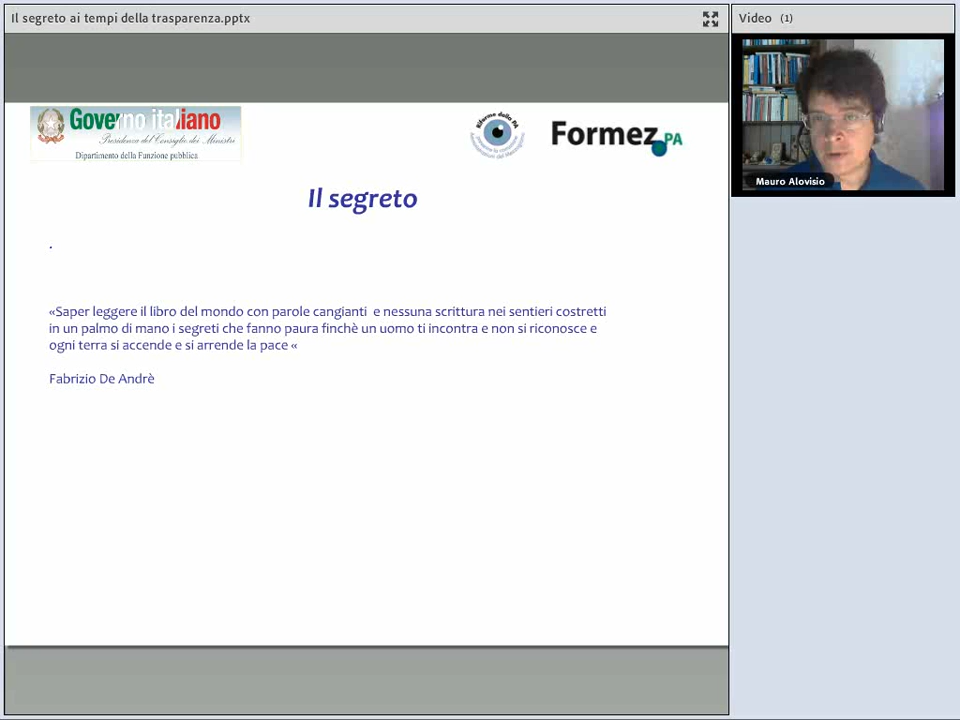 Il segreto ai tempi della trasparenza.pptx
Video (1)
Governo italiano
Presidenza del Consiglio dei Ministri
Dipartimento della Funzione pubblica
Riforme della PA
Formez PA
Mauro Alovisio
Il segreto
.
«Saper leggere il libro del mondo con parole cangianti e nessuna scrittura nei sentieri costretti
in un palmo di mano i segreti che fanno paura finchè un uomo ti incontra e non si riconosce e
ogni terra si accende e si arrende la pace «
Fabrizio De Andrè